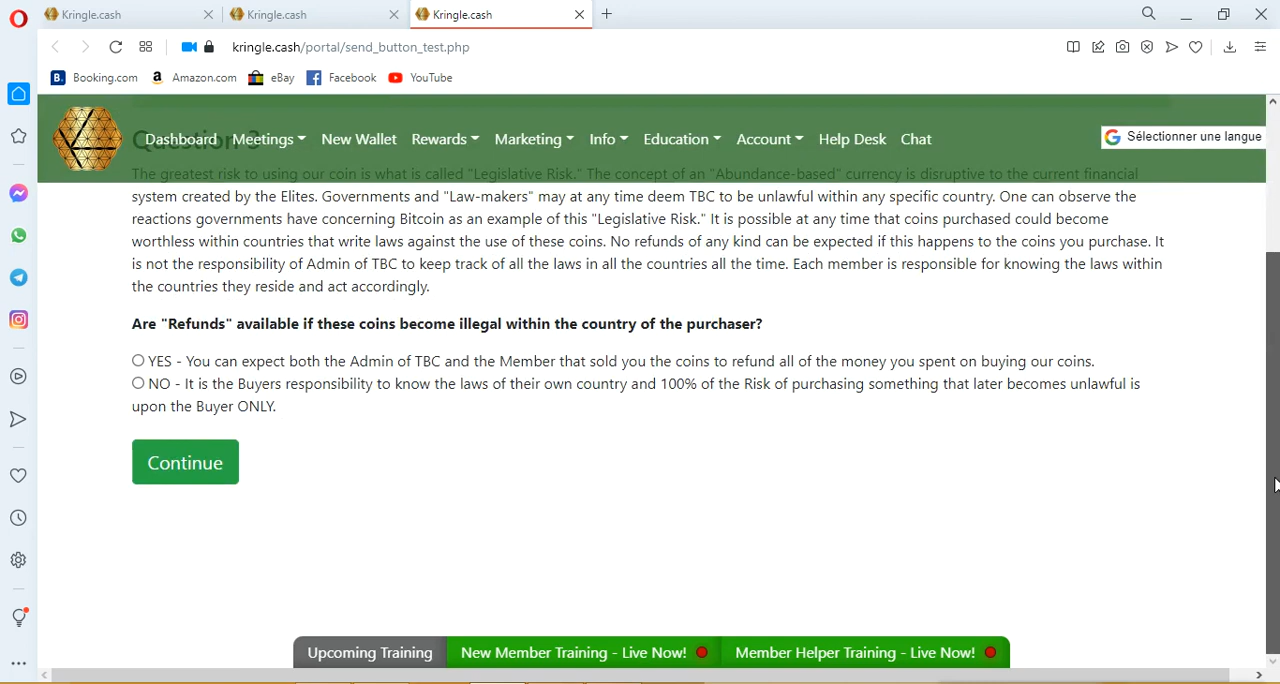 Kringle.cash
Kringle.cash
Kringle.cash
kringle.cash/portal/send_button_test.php
Booking.com
Amazon.com
eBay
Facebook
YouTube
Question 3
Dashboard
Meetings
New Wallet
Rewards
Marketing
Info
Education
Account
Help Desk
Chat
Sélectionner une langue
The greatest risk to using our coin is what is called "Legislative Risk." The concept of an "Abundance-based" currency is disruptive to the current financial
system created by the Elites. Governments and "Law-makers" may at any time deem TBC to be unlawful within any specific country. One can observe the
reactions governments have concerning Bitcoin as an example of this "Legislative Risk." It is possible at any time that coins purchased could become
worthless within countries that write laws against the use of these coins. No refunds of any kind can be expected if this happens to the coins you purchase. It
is not the responsibility of Admin of TBC to keep track of all the laws in all the countries all the time. Each member is responsible for knowing the laws within
the countries they reside and act accordingly.
Are "Refunds" available if these coins become illegal within the country of the purchaser?
YES - You can expect both the Admin of TBC and the Member that sold you the coins to refund all of the money you spent on buying our coins.
NO - It is the Buyers responsibility to know the laws of their own country and 100% of the Risk of purchasing something that later becomes unlawful is
upon the Buyer ONLY.
Continue
Upcoming Training
New Member Training - Live Now!
Member Helper Training - Live Now!